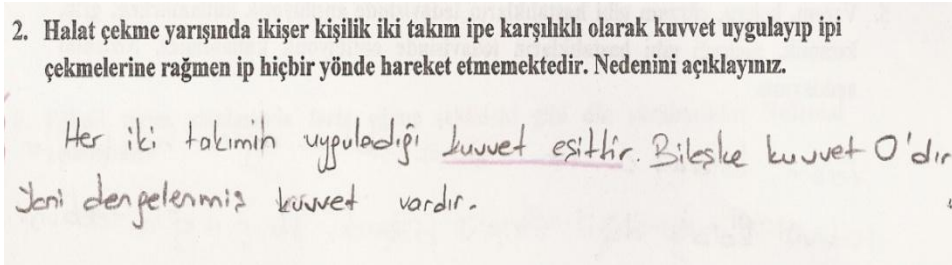 2. Halat çekme yarışında ikişer kişilik iki takım ipe karşılıklı olarak kuvvet uygulayıp ipi
çekmelerine rağmen ip hiçbir yönde hareket etmemektedir. Nedenini açıklayınız.
Her iki takımın uyguladığı kuvvet eşittir. Bileşke kuvvet 0'dır
Yani dengelenmiş kuvvet vardır.